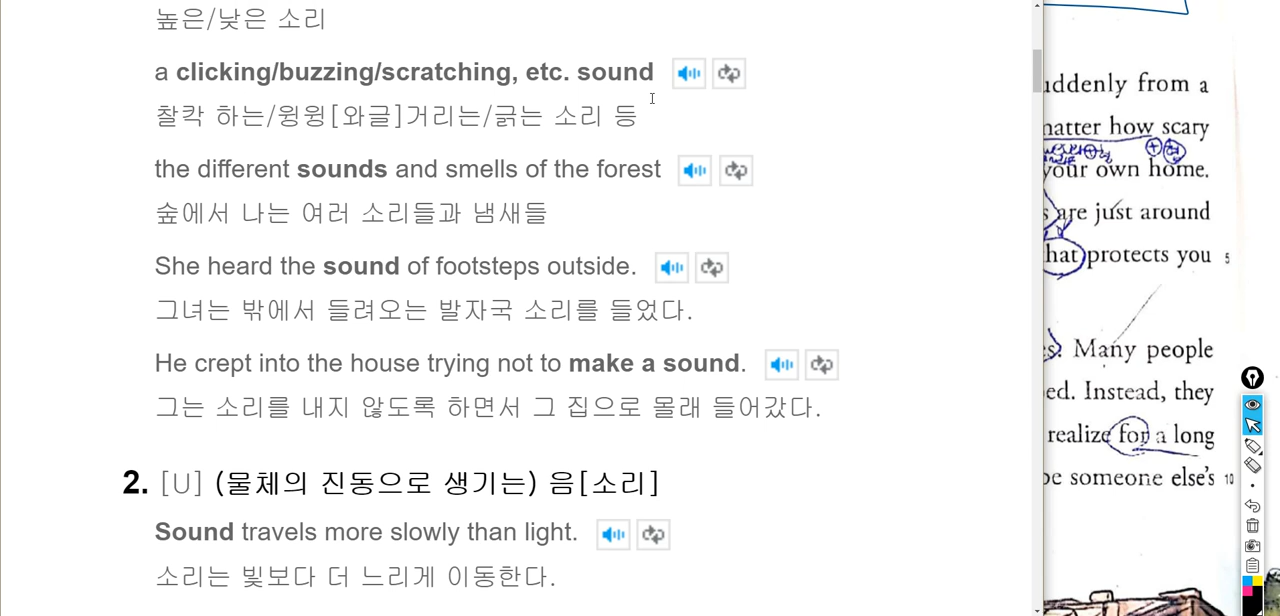 높은/낮은 소리
a clicking/buzzing/scratching, etc. sound
찰칵 하는/윙윙[와글]거리는/긁는 소리 등
the different sounds and smells of the forest
숲에서 나는 여러 소리들과 냄새들
She heard the sound of footsteps outside.
그녀는 밖에서 들려오는 발자국 소리를 들었다.
He crept into the house trying not to make a sound.
그는 소리를 내지 않도록 하면서 그 집으로 몰래 들어갔다.
2. [U] (물체의 진동으로 생기는) 음[소리]
Sound travels more slowly than light.
소리는 빛보다 더 느리게 이동한다.
from a
how scary
your own home.
are just around
protects you 5
Many people
Instead, they
realize for a long
someone else's 10